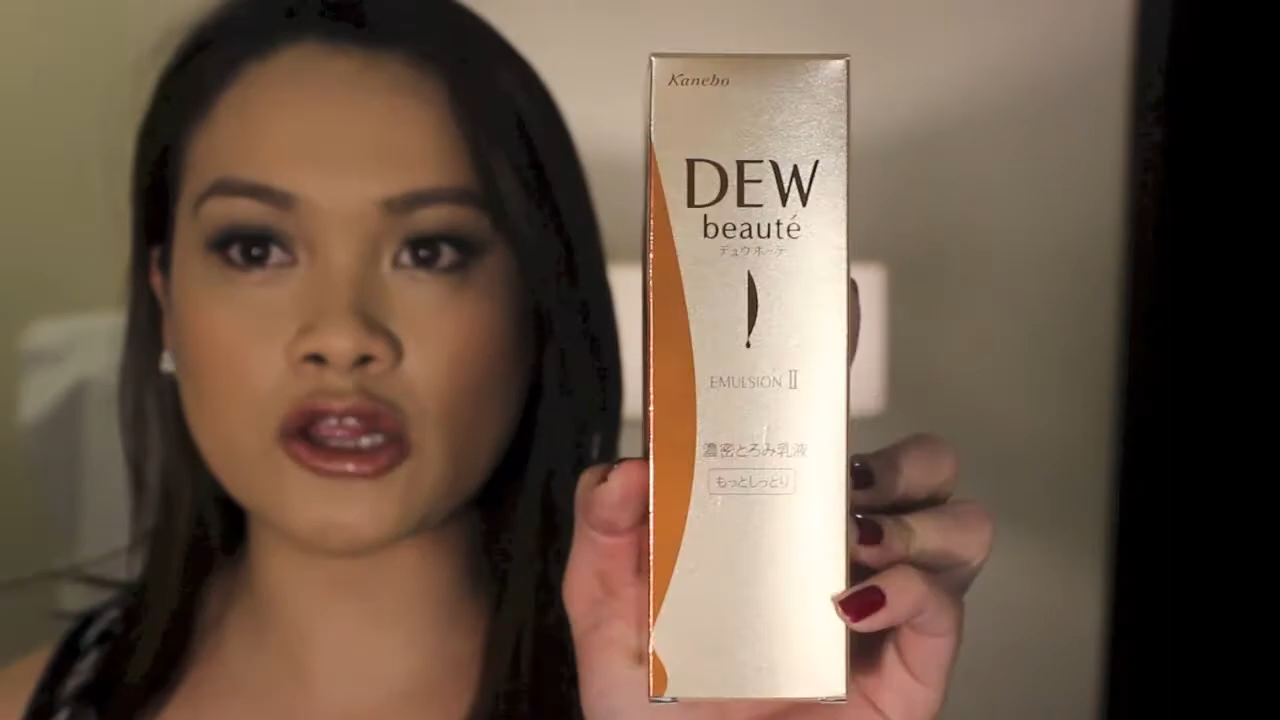 Kanebo
DEW
beauté
デュウ ボーテ
EMULSION Ⅱ
濃密とろみ乳液
もっとしっとり